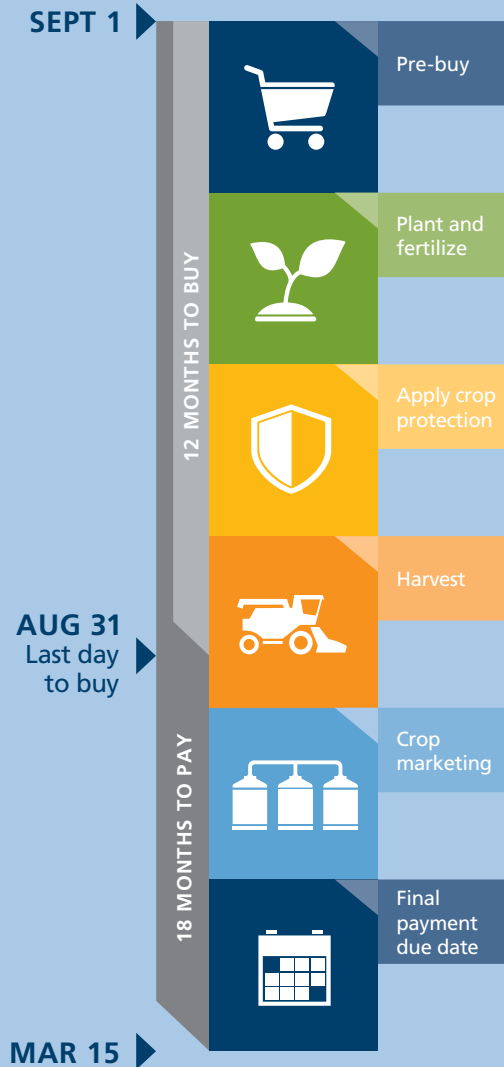 SEPT 1
Pre-buy
Plant and
fertilize
12 MONTHS TO BUY
Apply crop
protection
Harvest
AUG 31
Last day
to buy
Crop
marketing
18 MONTHS TO PAY
Final
payment
due date
MAR 15